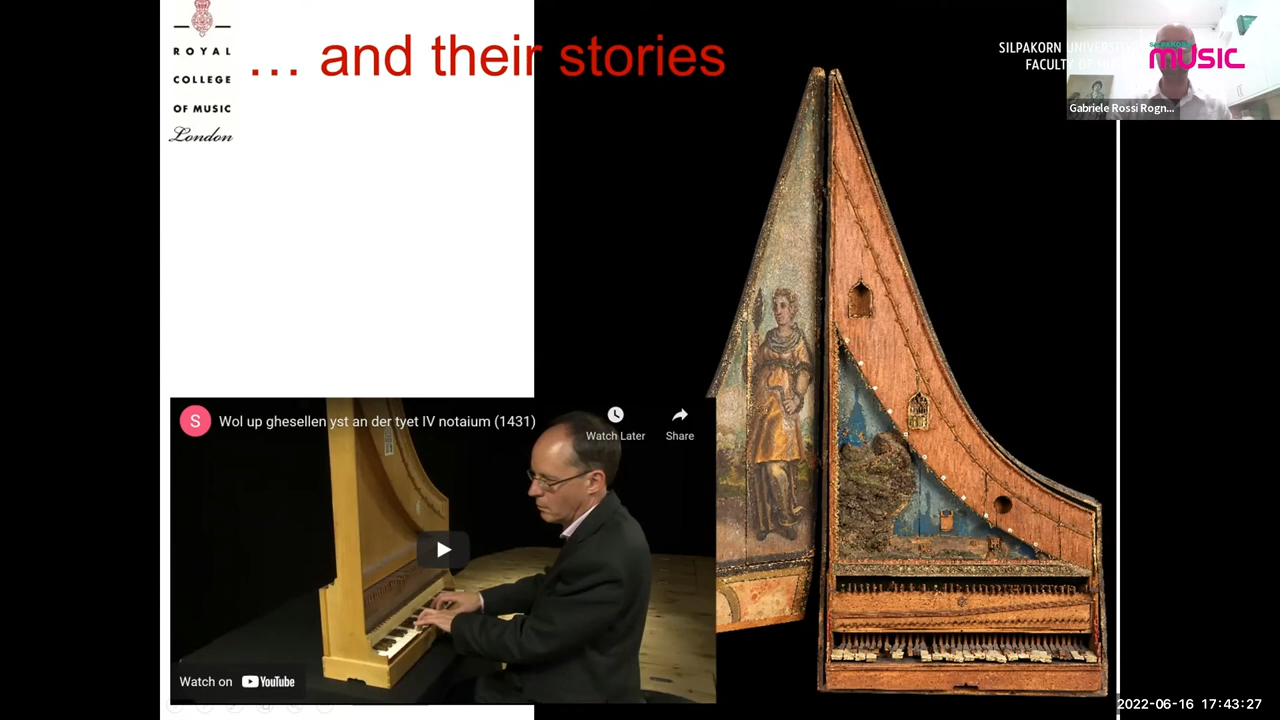 ROYAL
COLLEGE
OF MUSIC
London
... and their stories
SILPAKORN UNIVERSITY
FACULTY OF
MUSIC
Gabriele Rossi Rogn...
S
Wol up ghesellen yst an der tyet IV notaium (1431)
Watch Later
Share
Watch on YouTube
2022-06-16 17:43:27